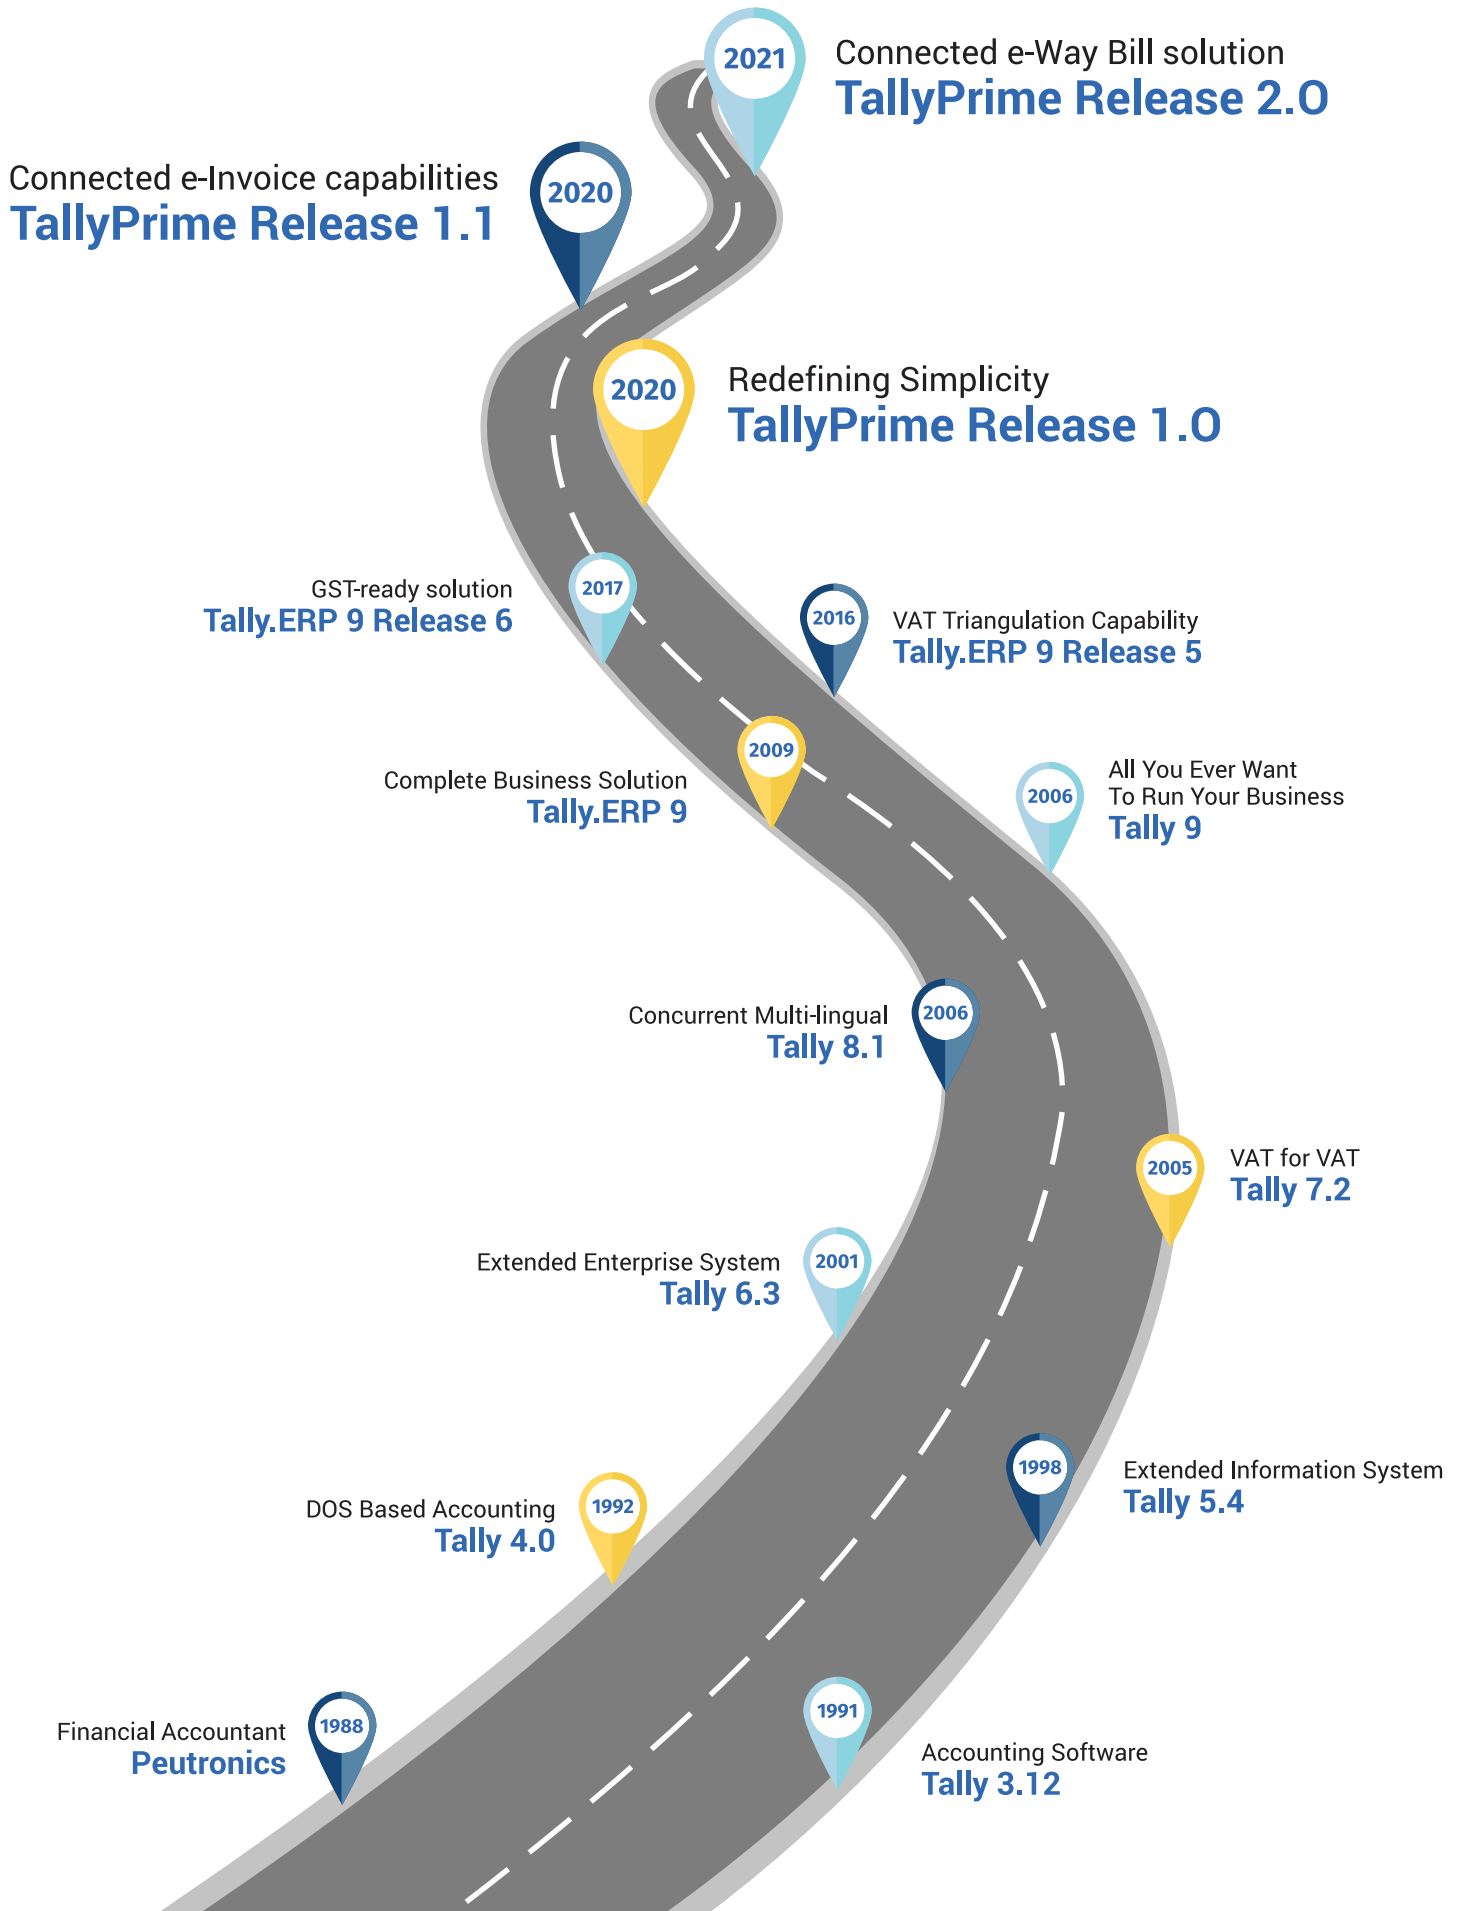 2021
Connected e-Way Bill solution
TallyPrime Release 2.0
Connected e-Invoice capabilities
TallyPrime Release 1.1
2020
2020
Redefining Simplicity
TallyPrime Release 1.0
GST-ready solution
Tally.ERP 9 Release 6
2017
2016
VAT Triangulation Capability
Tally.ERP 9 Release 5
Complete Business Solution
Tally.ERP 9
2009
2006
All You Ever Want
To Run Your Business
Tally 9
Concurrent Multi-lingual
Tally 8.1
2006
2005
VAT for VAT
Tally 7.2
Extended Enterprise System
Tally 6.3
2001
1998
Extended Information System
Tally 5.4
DOS Based Accounting
Tally 4.0
1992
Financial Accountant
Peutronics
1988
1991
Accounting Software
Tally 3.12